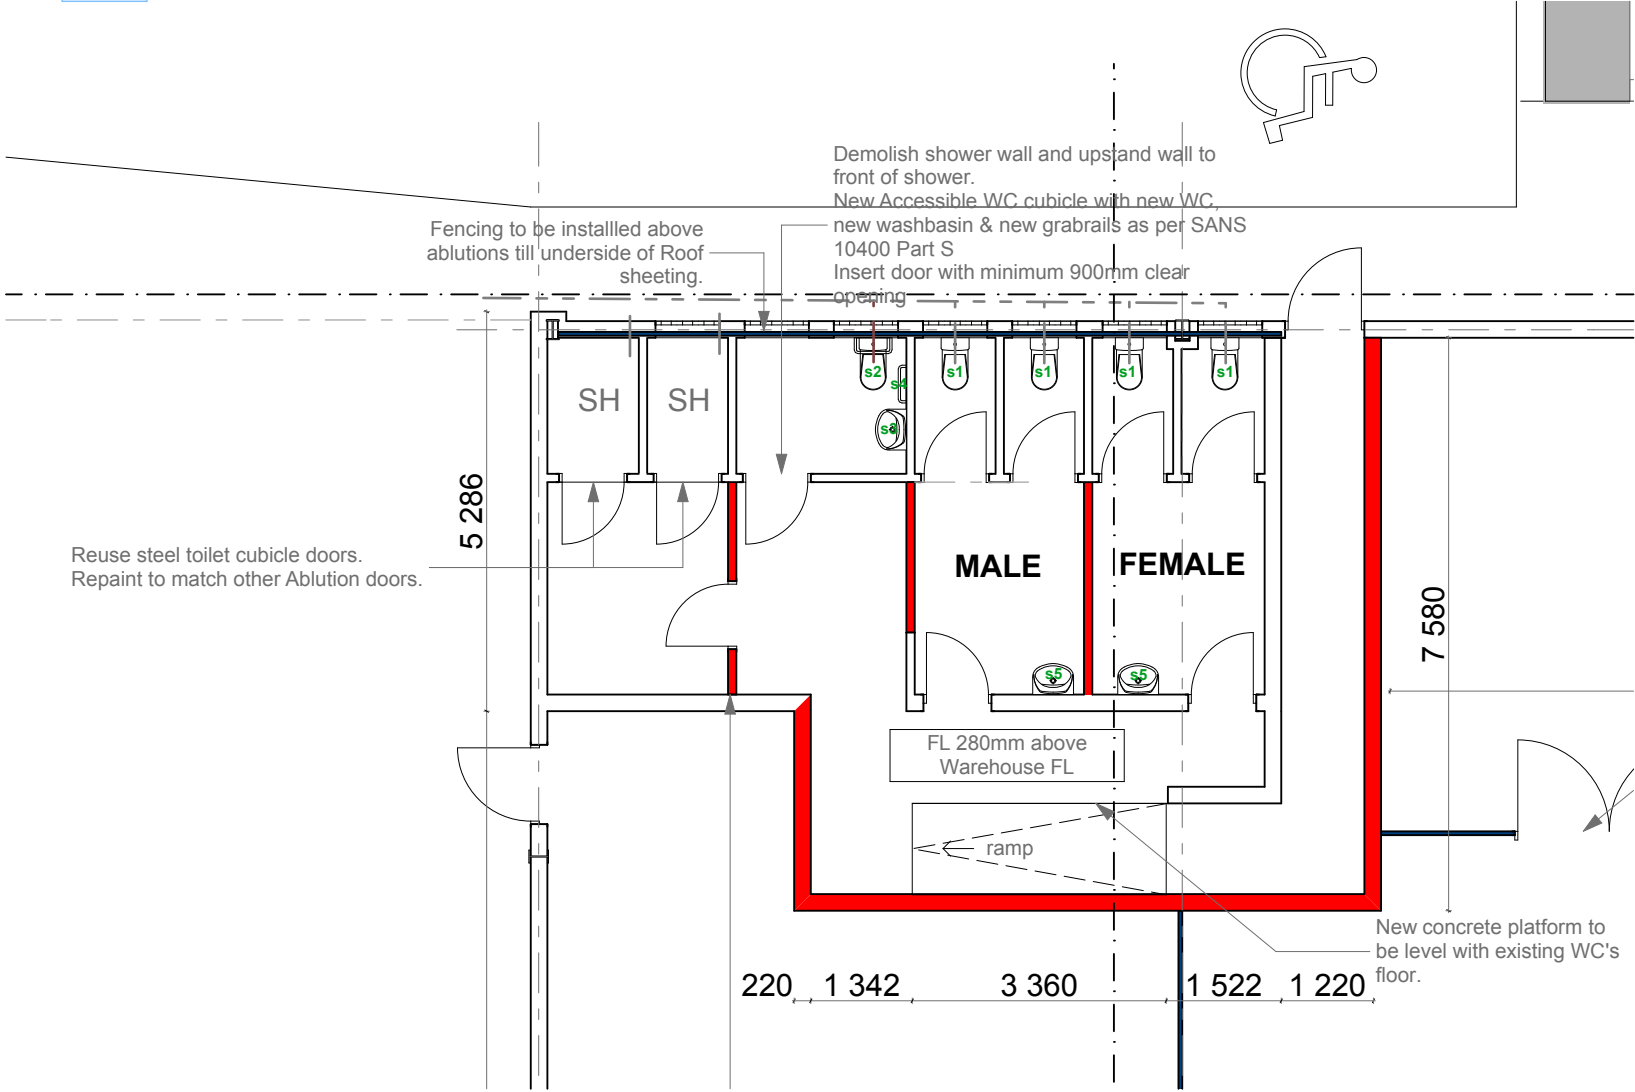 Demolish shower wall and upstand wall to
front of shower.
New Accessible WC cubicle with new WC,
new washbasin & new grabrails as per SANS
10400 Part S
Insert door with minimum 900mm clear
opening
Fencing to be installled above
ablutions till underside of Roof
sheeting.
s2
s1
s1
s1
s1
s4
SH
SH
s3
5 286
Reuse steel toilet cubicle doors.
Repaint to match other Ablution doors.
MALE
FEMALE
7 580
s5
s5
FL 280mm above
Warehouse FL
ramp
New concrete platform to
be level with existing WC's
floor.
220
1 342
3 360
1 522
1 220